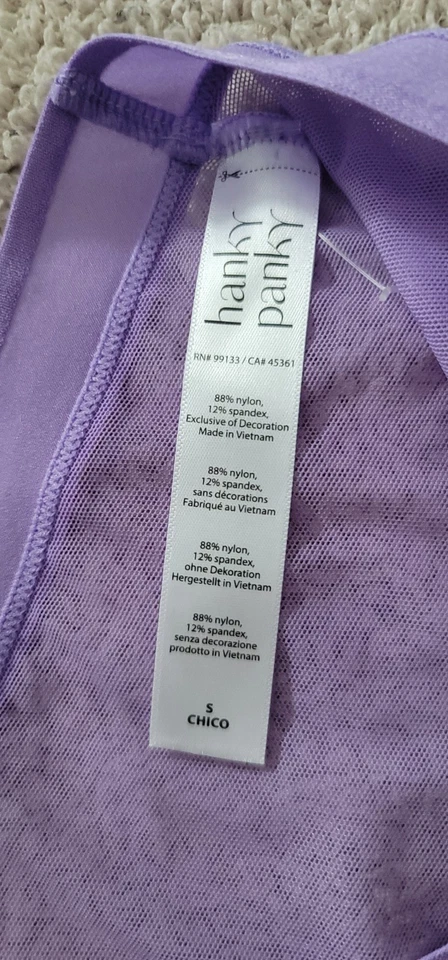 hanky
panky
RN# 99133 / CA# 45361
88% nylon,
12% spandex,
Exclusive of Decoration
Made in Vietnam
88% nylon,
12% spandex,
sans décorations
Fabriqué au Vietnam
88% nylon,
12% spandex,
ohne Dekoration
Hergestellt in Vietnam
88% nylon,
12% spandex,
senza decorazione
prodotto in Vietnam
S
CHICO